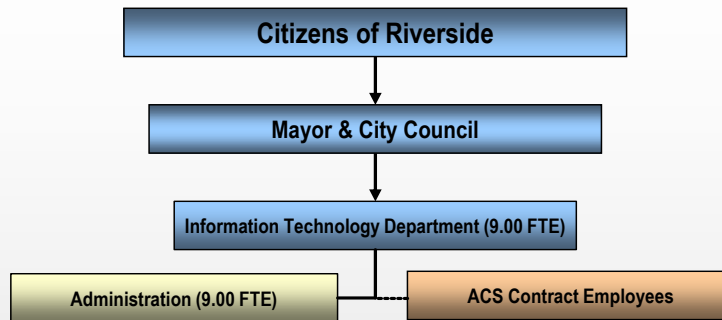 Citizens of Riverside
Mayor & City Council
Information Technology Department (9.00 FTE)
Administration (9.00 FTE)
ACS Contract Employees